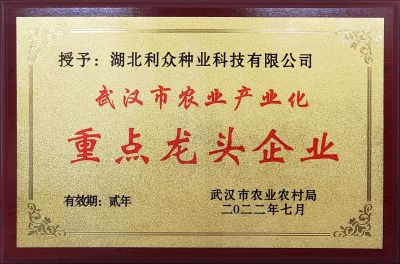 授予：湖北利众种业科技有限公司
武汉市农业产业化
重点龙头企业
有效期：贰年
武汉市农业农村局
二〇二二年七月